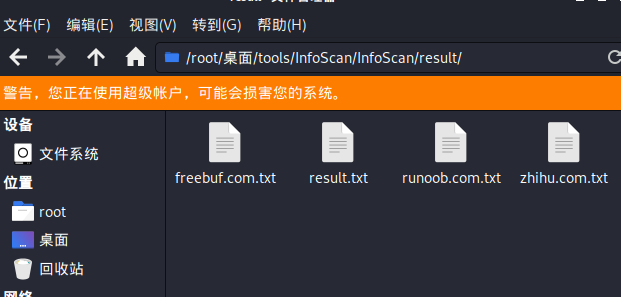 文件(F) 编辑(E) 视图(V) 转到(G) 帮助(H)
/root/桌面/tools/InfoScan/InfoScan/result/
警告，您正在使用超级帐户，可能会损害您的系统。
设备
文件系统
位置
root
桌面
回收站
网络
freebuf.com.txt result.txt runoob.com.txt zhihu.com.txt